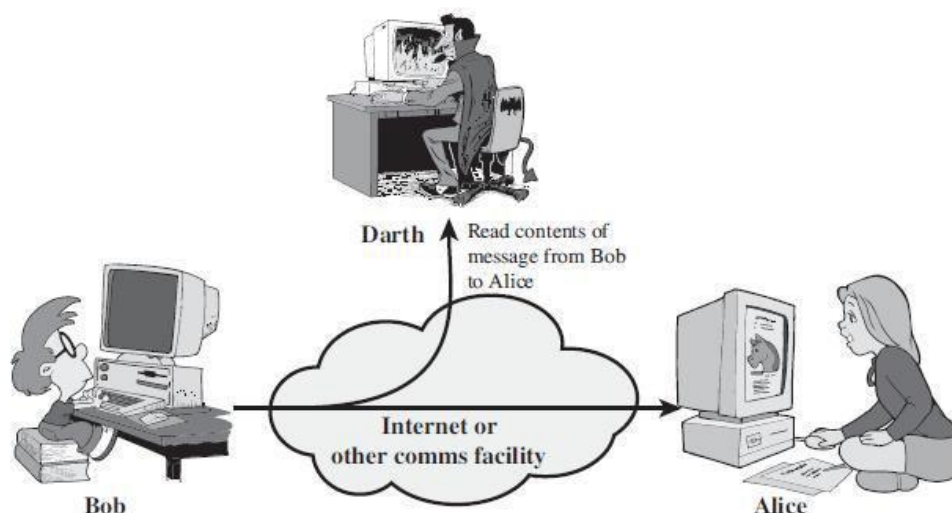 Darth
Read contents of
message from Bob
to Alice
Internet or
other comms facility
Bob
Alice